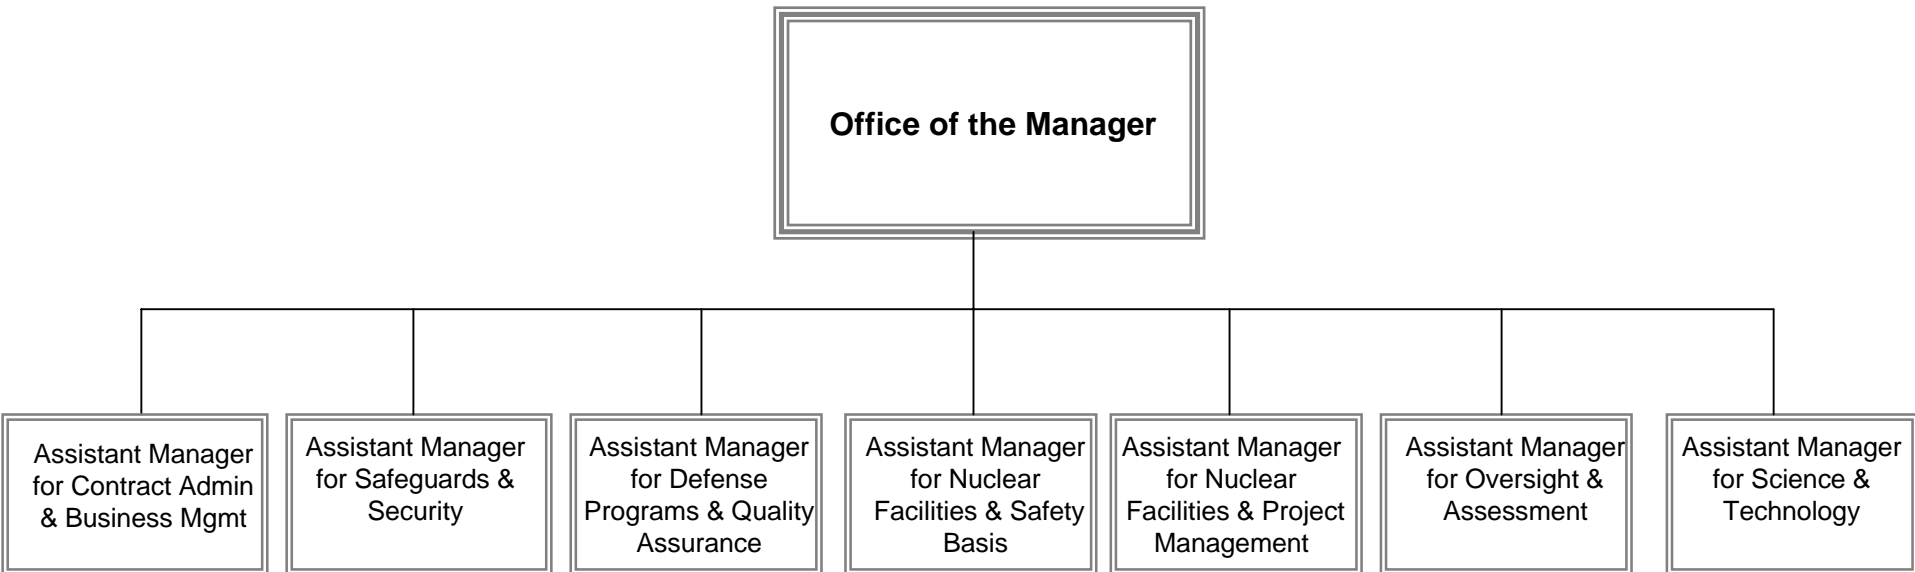 Office of the Manager
Assistant Manager
for Contract Admin
& Business Mgmt
Assistant Manager
for Safeguards &
Security
Assistant Manager
for Defense
Programs & Quality
Assurance
Assistant Manager
for Nuclear
Facilities & Safety
Basis
Assistant Manager
for Nuclear
Facilities & Project
Management
Assistant Manager
for Oversight &
Assessment
Assistant Manager
for Science &
Technology